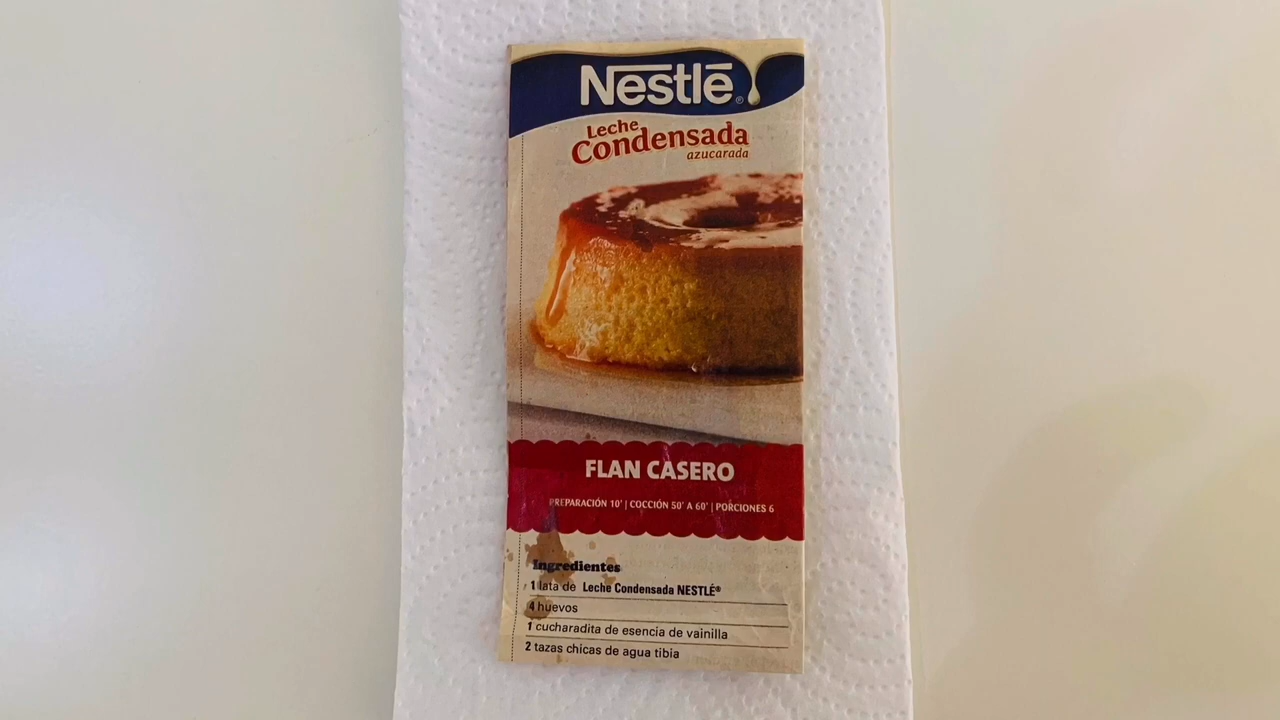 Nestlé®
Leche
Condensada
azucarada
FLAN CASERO
PREPARACIÓN 10' | COCCIÓN 50' A 60' | PORCIONES 6
Ingredientes
1 lata de Leche Condensada NESTLÉ®
4 huevos
1 cucharadita de esencia de vainilla
2 tazas chicas de agua tibia